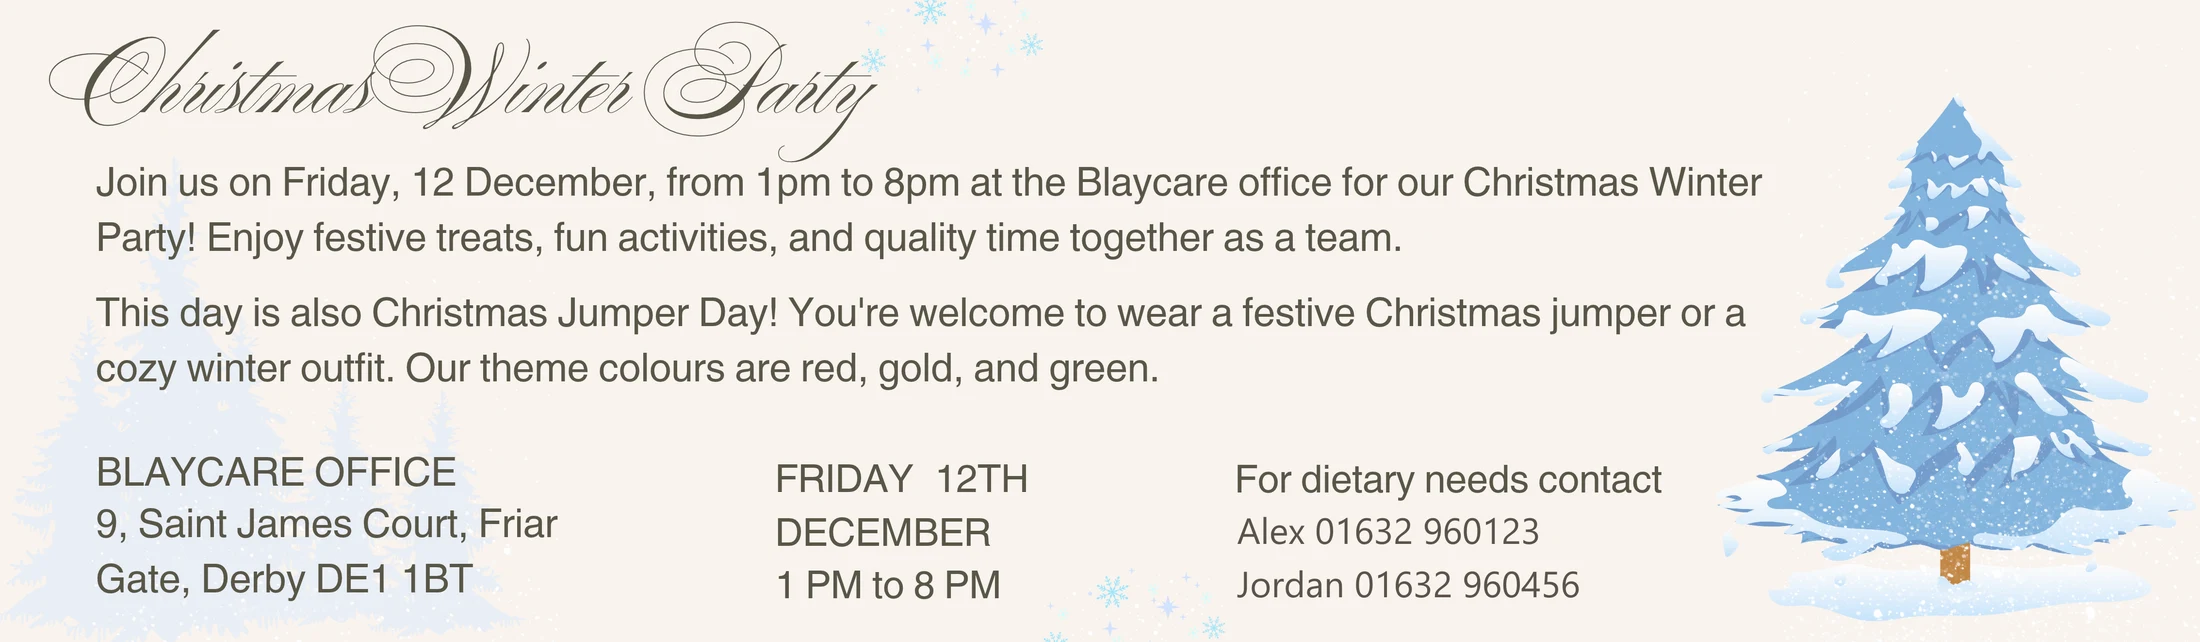 Christmas Winter Party
Join us on Friday, 12 December, from 1pm to 8pm at the Blaycare office for our Christmas Winter
Party! Enjoy festive treats, fun activities, and quality time together as a team.
This day is also Christmas Jumper Day! You're welcome to wear a festive Christmas jumper or a
cozy winter outfit. Our theme colours are red, gold, and green.
BLAYCARE OFFICE
9, Saint James Court, Friar
Gate, Derby DE1 1BT
FRIDAY 12TH
DECEMBER
1 PM to 8 PM
For dietary needs contact
Alex 01632 960123
Jordan 01632 960456